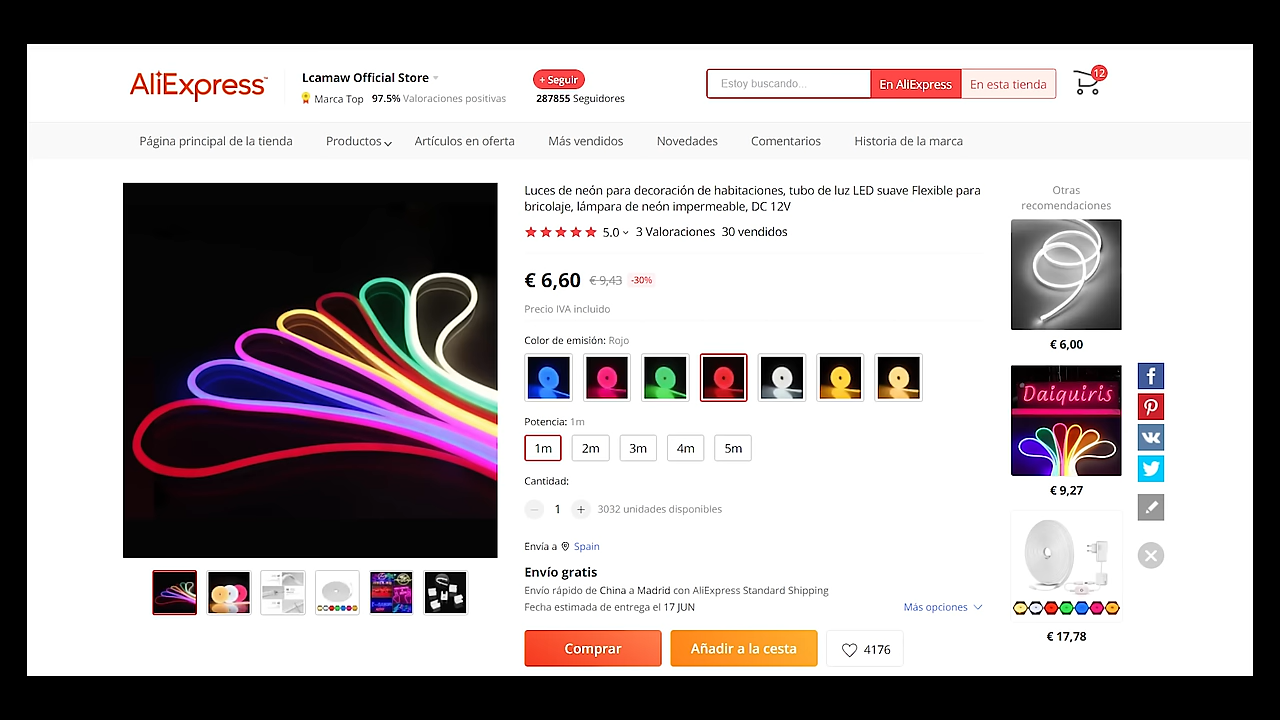 AliExpress™
Lcamaw Official Store
Marca Top 97.5% Valoraciones positivas
+ Seguir
287855 Seguidores
Estoy buscando...
En AliExpress
En esta tienda
12
Página principal de la tienda
Productos
Artículos en oferta
Más vendidos
Novedades
Comentarios
Historia de la marca
Luces de neón para decoración de habitaciones, tubo de luz LED suave Flexible para
bricolaje, lámpara de neón impermeable, DC 12V
5.0 3 Valoraciones 30 vendidos
€ 6,60 € 9,43 -30%
Precio IVA incluido
Color de emisión: Rojo
Potencia: 1m
1m 2m 3m 4m 5m
Cantidad:
− 1 + 3032 unidades disponibles
Envía a Spain
Envío gratis
Envío rápido de China a Madrid con AliExpress Standard Shipping
Fecha estimada de entrega el 17 JUN
Más opciones
Comprar
Añadir a la cesta
4176
Otras
recomendaciones
€ 6,00
Daiquiris
€ 9,27
€ 17,78